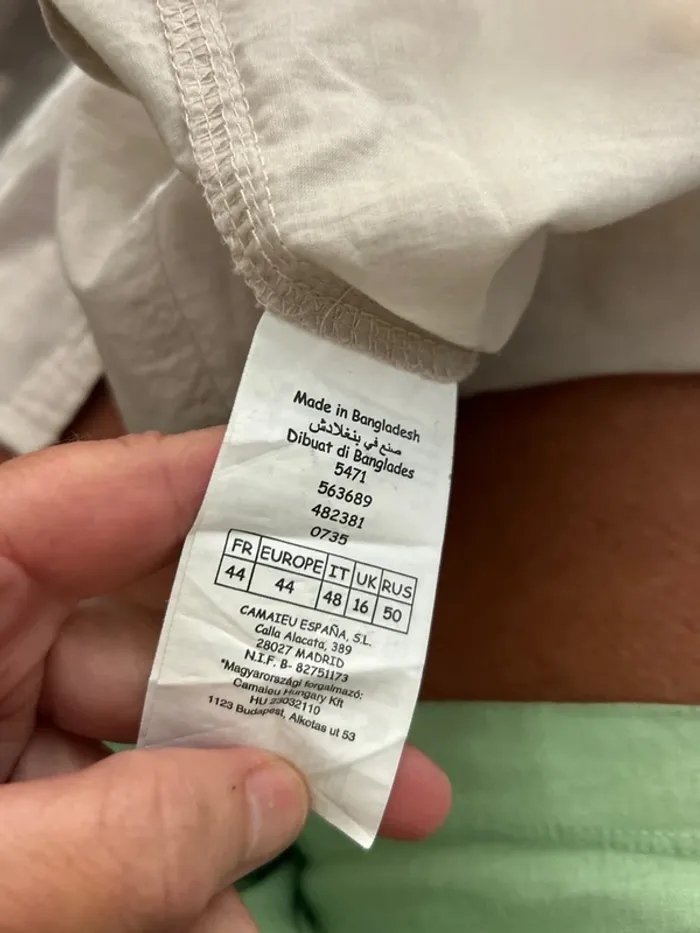 Made in Bangladesh
صنع في بنغلادش
Dibuat di Banglades
5471
563689
482381
0735
FR EUROPE IT UK RUS
44 44 48 16 50
CAMAIEU ESPAÑA, S.L.
Calla Alacata, 389
28027 MADRID
N.I.F. B- 82751173
"Magyarországi forgalmazó:
Camaieu Hungary Kft
HU 23032110
1123 Budapest, Alkotas ut 53